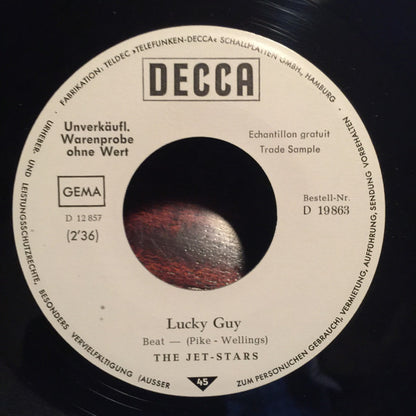 FABRIKATION: TELDEC »TELEFUNKEN-DECCA« SCHALLPLATTEN GMBH, HAMBURG
DECCA
Unverkäufl.
Warenprobe
ohne Wert
Echantillon gratuit
Trade Sample
GEMA
D 12 857
(2'36)
Bestell-Nr.
D 19 863
Lucky Guy
Beat — (Pike - Wellings)
THE JET-STARS
45
URHEBER- UND LEISTUNGSSCHUTZRECHTE, BESONDERS VERVIELFÄLTIGUNG (AUSSER
ZUM PERSÖNLICHEN GEBRAUCH), VERMIETUNG, AUFFÜHRUNG, SENDUNG VORBEHALTEN